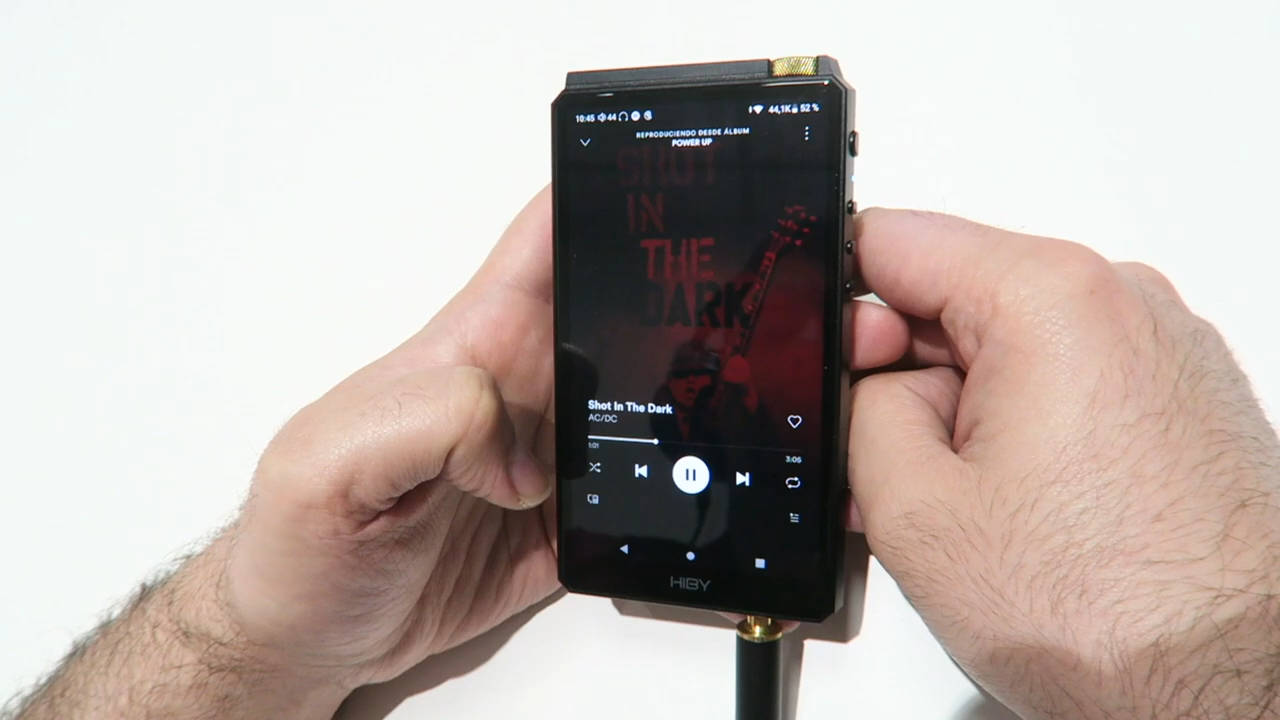 10:45 44 44,1K 52 %
REPRODUCIENDO DESDE ÁLBUM
POWER UP
SHOT
IN
THE
DARK
Shot In The Dark
AC/DC
1:01 3:05
HIBY